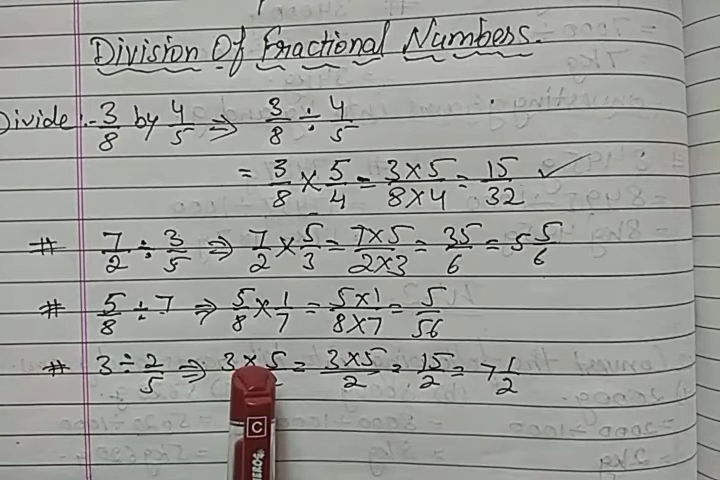 Division Of Fractional Numbers.
Divide:- 3/8 by 4/5 ⇒ 3/8 ÷ 4/5
= 3/8 × 5/4 = 3×5/8×4 = 15/32 ✓
# 7/2 ÷ 3/5 ⇒ 7/2 × 5/3 = 7×5/2×3 = 35/6 = 5 5/6
# 5/8 ÷ 7 ⇒ 5/8 × 1/7 = 5×1/8×7 = 5/56
# 3 ÷ 2/5 ⇒ 3 × 5/2 = 3×5/2 = 15/2 = 7 1/2
C